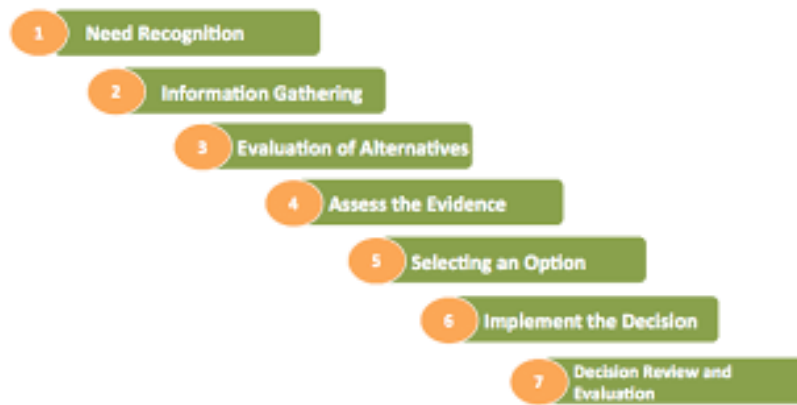 1 Need Recognition
2 Information Gathering
3 Evaluation of Alternatives
4 Assess the Evidence
5 Selecting an Option
6 Implement the Decision
7 Decision Review and
Evaluation